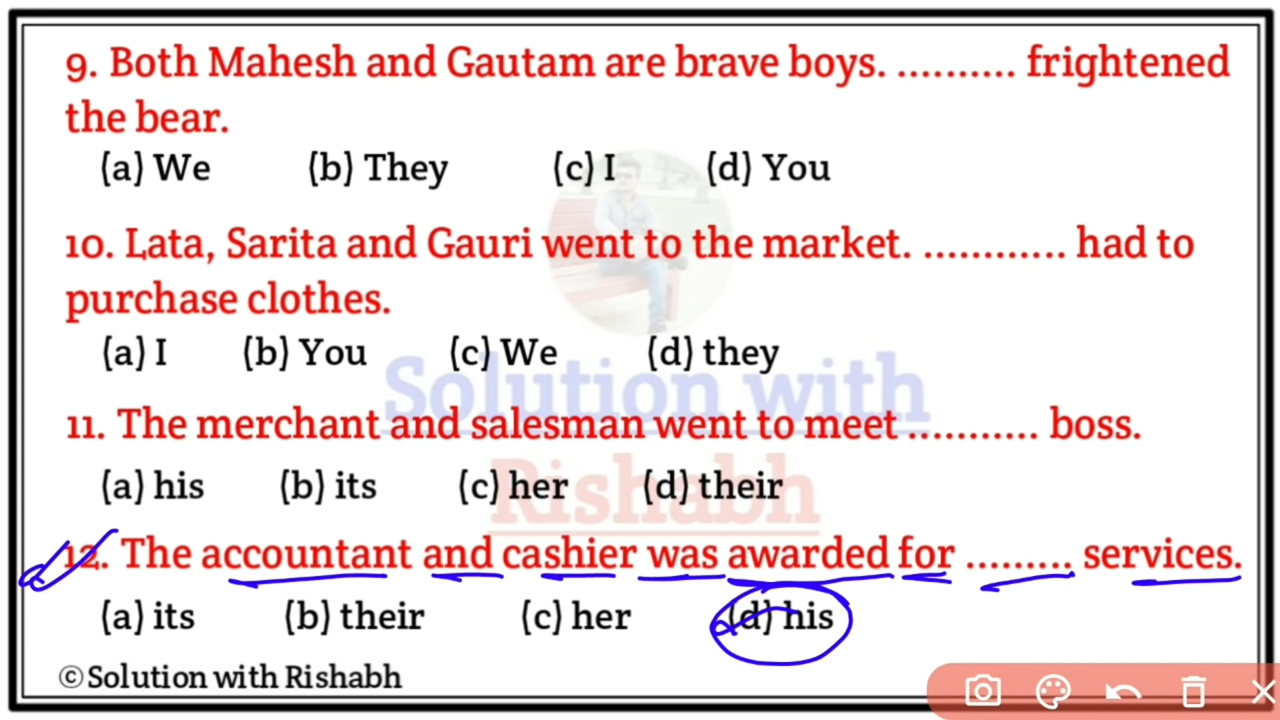 9. Both Mahesh and Gautam are brave boys. .......... frightened
the bear.
(a) We (b) They (c) I (d) You
10. Lata, Sarita and Gauri went to the market. ............ had to
purchase clothes.
(a) I (b) You (c) We (d) they
11. The merchant and salesman went to meet ........... boss.
(a) his (b) its (c) her (d) their
12. The accountant and cashier was awarded for ......... services.
(a) its (b) their (c) her (d) his
Solution with
Rishabh
© Solution with Rishabh